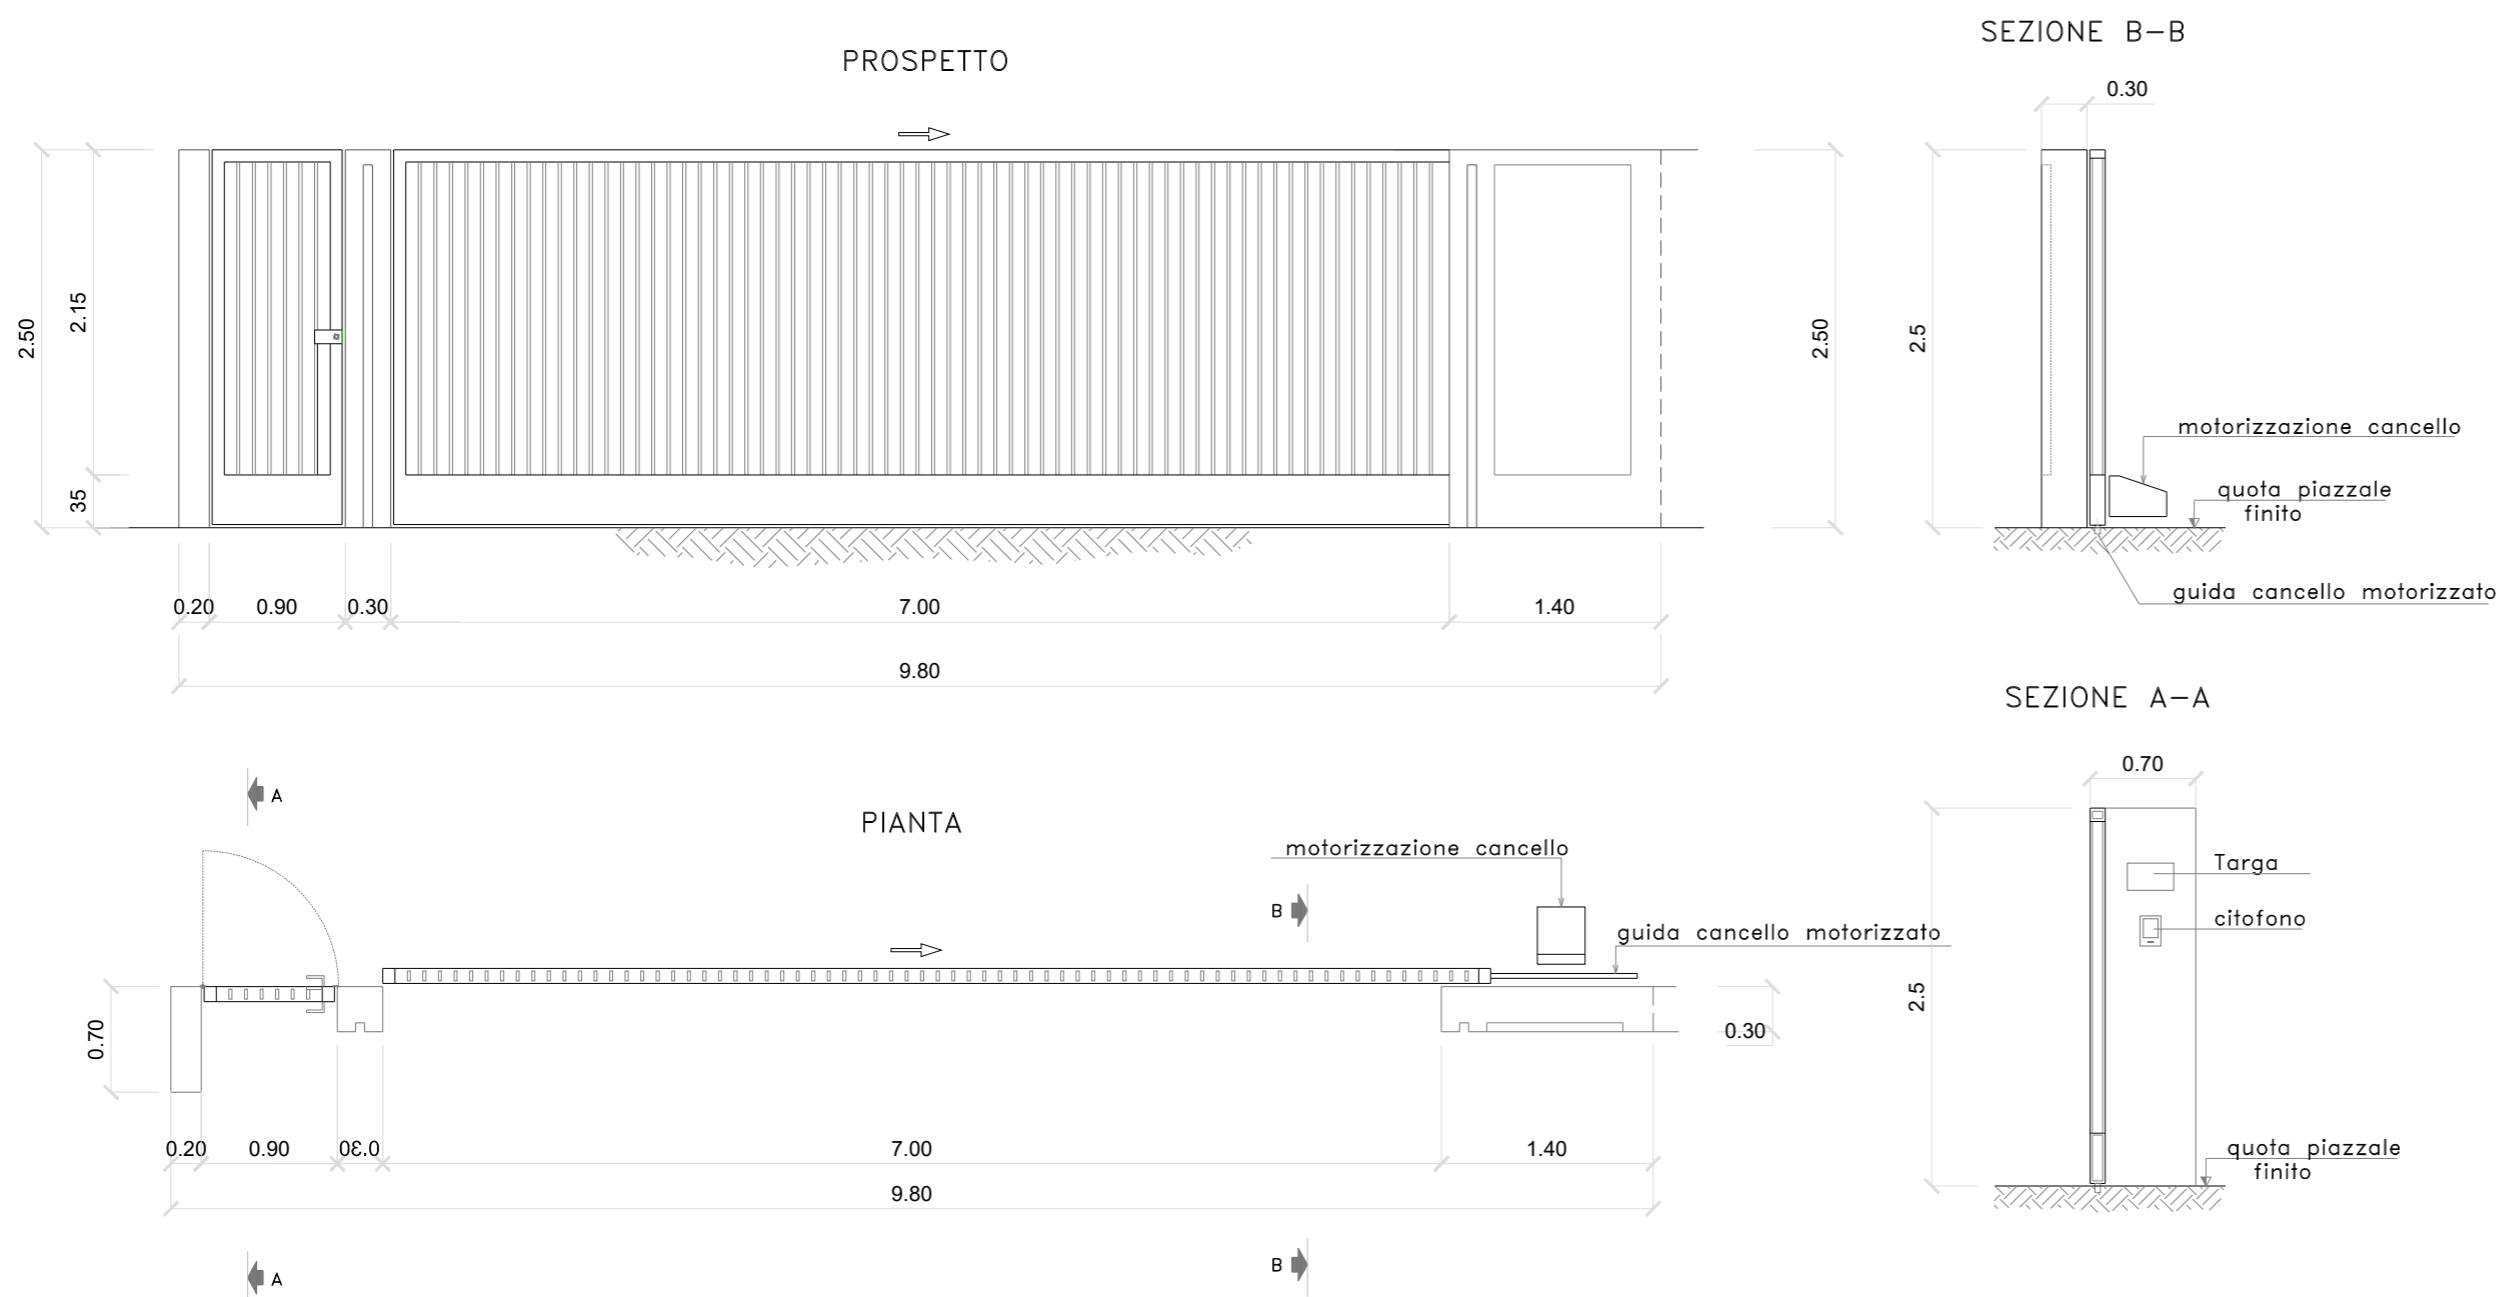 PROSPETTO
2.50
2.15
35
2.50
0.20
0.90
0.30
7.00
1.40
9.80
SEZIONE B-B
0.30
2.5
motorizzazione cancello
quota piazzale
finito
guida cancello motorizzato
SEZIONE A-A
0.70
2.5
Targa
citofono
quota piazzale
finito
A
PIANTA
motorizzazione cancello
B
guida cancello motorizzato
0.70
0.30
0.20
0.90
0.30
7.00
1.40
9.80
A
B